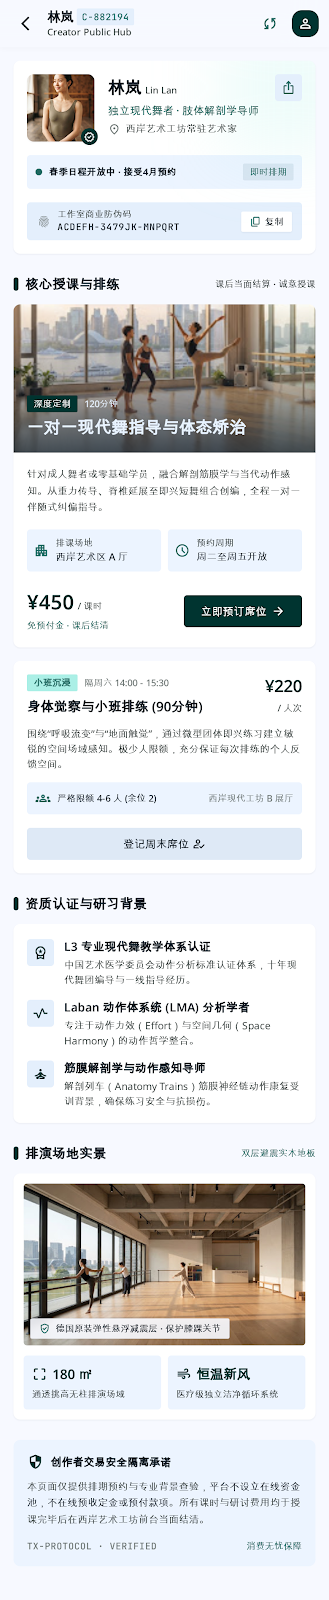 林岚 C-882194
Creator Public Hub
林岚 Lin Lan
独立现代舞者 · 肢体解剖学导师
西岸艺术工坊常驻艺术家
春季日程开放中 · 接受4月预约 即时排期
工作室商业防伪码
ACDEFH-3479JK-MNPQRT
复制
核心授课与排练 课后当面结算 · 诚意授课
深度定制 120分钟
一对一现代舞指导与体态矫治
针对成人舞者或零基础学员，融合解剖筋膜学与当代动作感
知。从重力传导、脊椎延展至即兴短舞组合创编，全程一对一
伴随式纠偏指导。
排课场地
西岸艺术区 A 厅
预约周期
周二至周五开放
¥450 / 课时
免预付金 · 课后结清
立即预订席位
小班沉浸 隔周六 14:00 - 15:30
¥220
/ 人次
身体觉察与小班排练 (90分钟)
围绕“呼吸流变”与“地面触觉”，通过微型团体即兴练习建立敏
锐的空间场域感知。极少人限额，充分保证每次排练的个人反
馈空间。
严格限额 4-6 人 (余位 2) 西岸现代工坊 B 展厅
登记周末席位
资质认证与研习背景
L3 专业现代舞教学体系认证
中国艺术医学委员会动作分析标准认证体系，十年现
代舞团编导与一线指导经历。
Laban 动作体系统 (LMA) 分析学者
专注于动作力效（Effort）与空间几何（Space
Harmony）的动作哲学整合。
筋膜解剖学与动作感知导师
解剖列车（Anatomy Trains）筋膜神经链动作康复受
训背景，确保练习安全与抗损伤。
排演场地实景 双层避震实木地板
德国原装弹性悬浮减震层 · 保护膝踝关节
180 ㎡
通透挑高无柱排演场域
恒温新风
医疗级独立洁净循环系统
创作者交易安全隔离承诺
本页面仅提供排期预约与专业背景查验，平台不设立在线资金
池，不在线预收定金或预付款项。所有课时与研讨费用均于授
课完毕后在西岸艺术工坊前台当面结清。
TX-PROTOCOL · VERIFIED 消费无忧保障